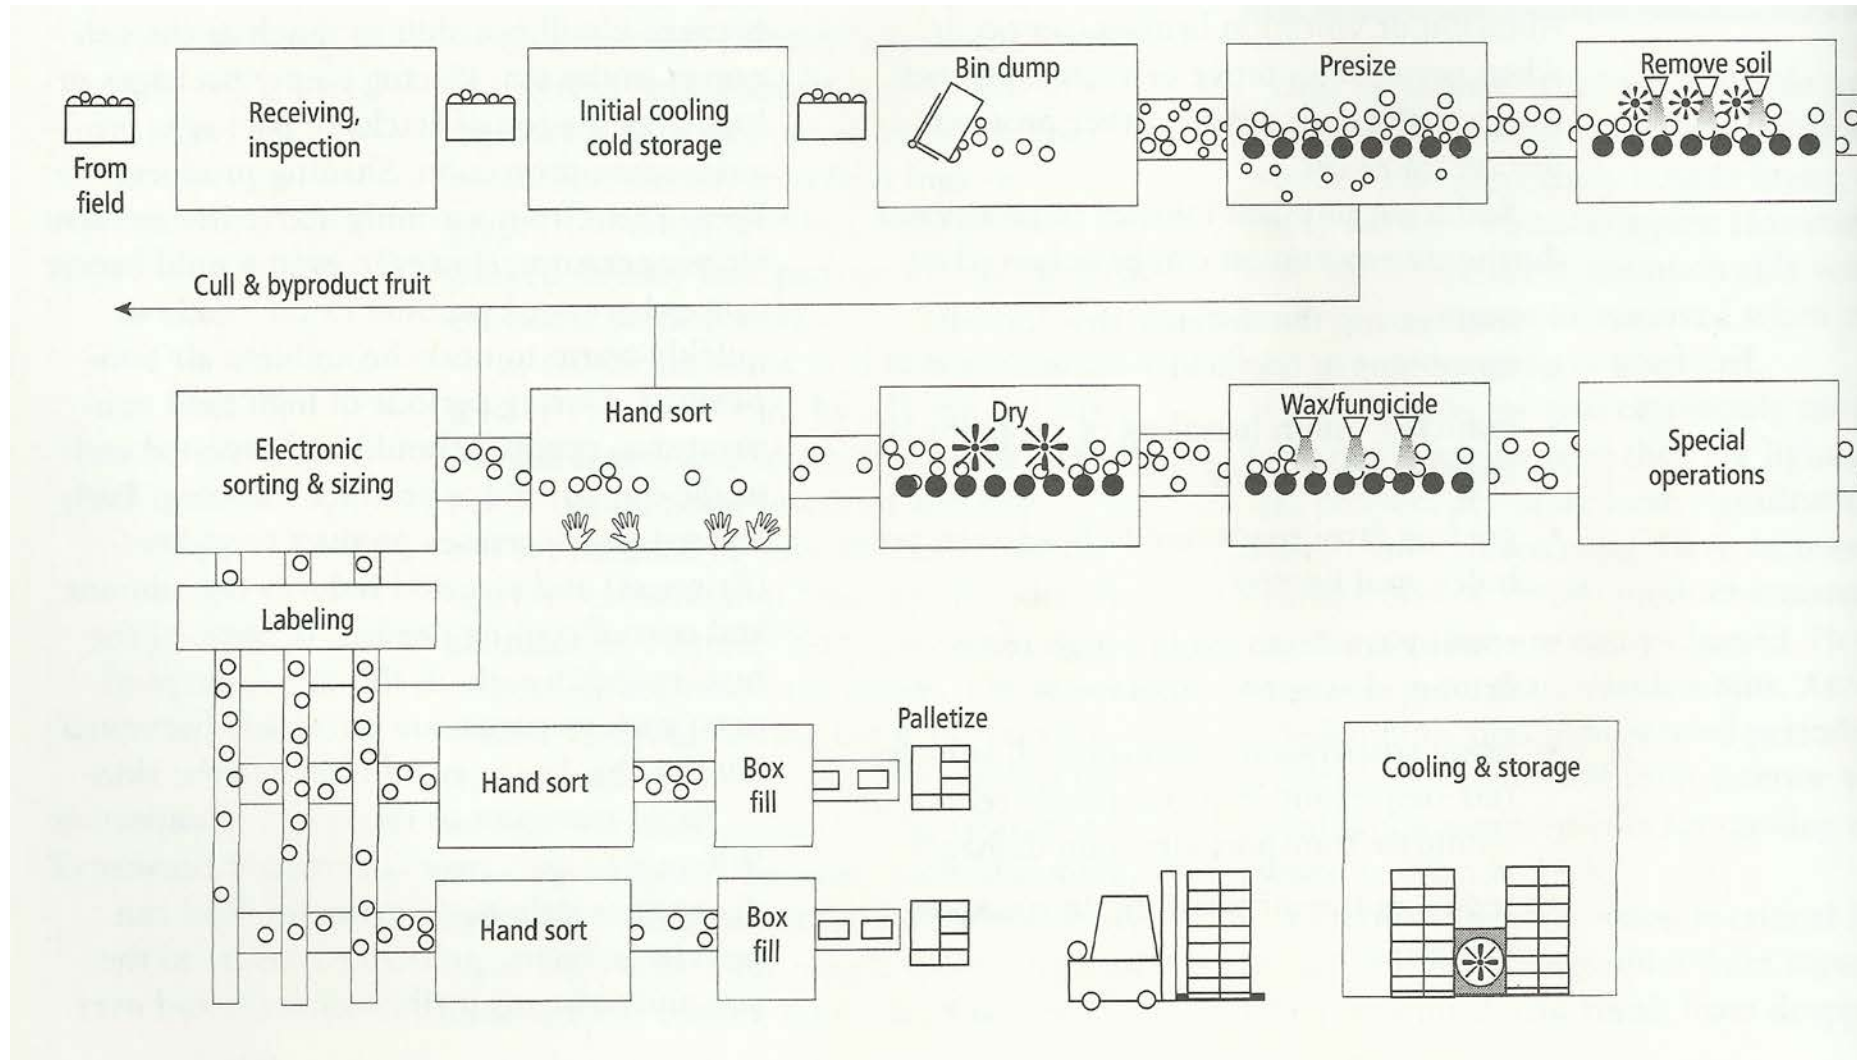 From
field
Receiving,
inspection
Initial cooling
cold storage
Bin dump
Presize
Remove soil
Cull & byproduct fruit
Electronic
sorting & sizing
Hand sort
Dry
Wax/fungicide
Special
operations
Labeling
Hand sort
Box
fill
Palletize
Cooling & storage
Hand sort
Box
fill